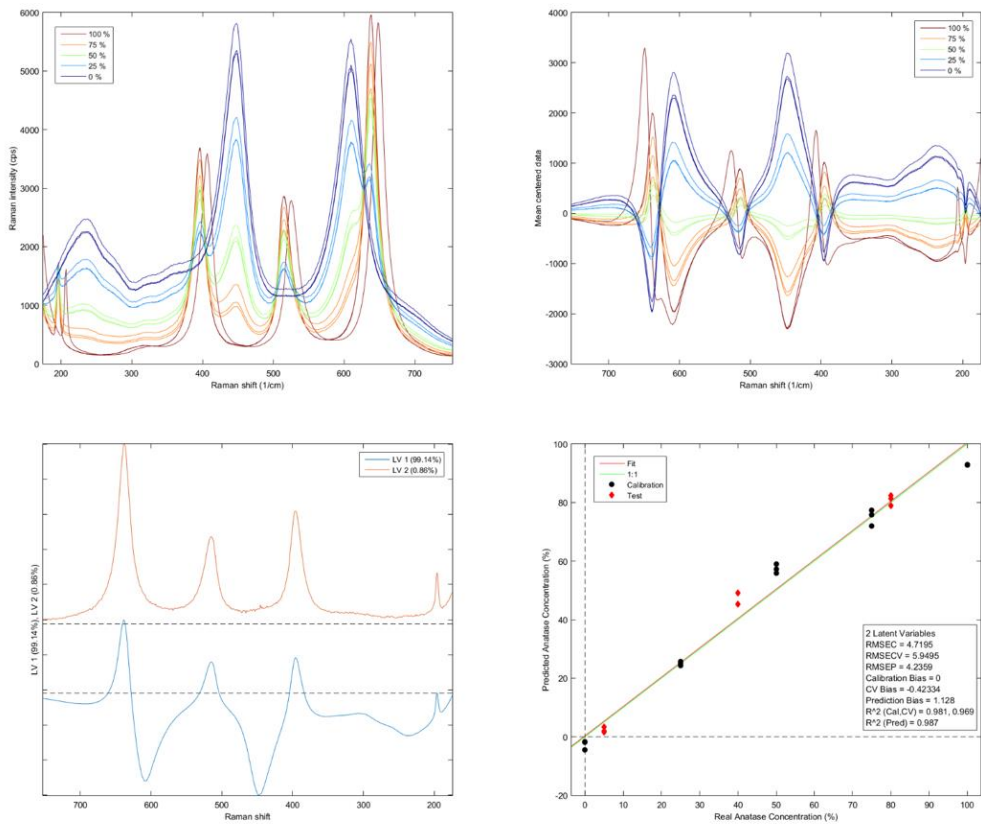 6000
5000
4000
3000
2000
1000
0
Raman intensity (cps)
100 %
75 %
50 %
25 %
0 %
200 300 400 500 600 700
Raman shift (1/cm)
4000
3000
2000
1000
0
-1000
-2000
-3000
Mean centered data
100 %
75 %
50 %
25 %
0 %
700 600 500 400 300 200
Raman shift (1/cm)
LV 1 (99.14%), LV 2 (0.86%)
LV 1 (99.14%)
LV 2 (0.86%)
700 600 500 400 300 200
Raman shift
100
80
60
40
20
0
-20
Predicted Anatase Concentration (%)
Fit
1:1
Calibration
Test
2 Latent Variables
RMSEC = 4.7195
RMSECV = 5.9495
RMSEP = 4.2359
Calibration Bias = 0
CV Bias = -0.42334
Prediction Bias = 1.128
R^2 (Cal,CV) = 0.981, 0.969
R^2 (Pred) = 0.987
0 10 20 30 40 50 60 70 80 90 100
Real Anatase Concentration (%)